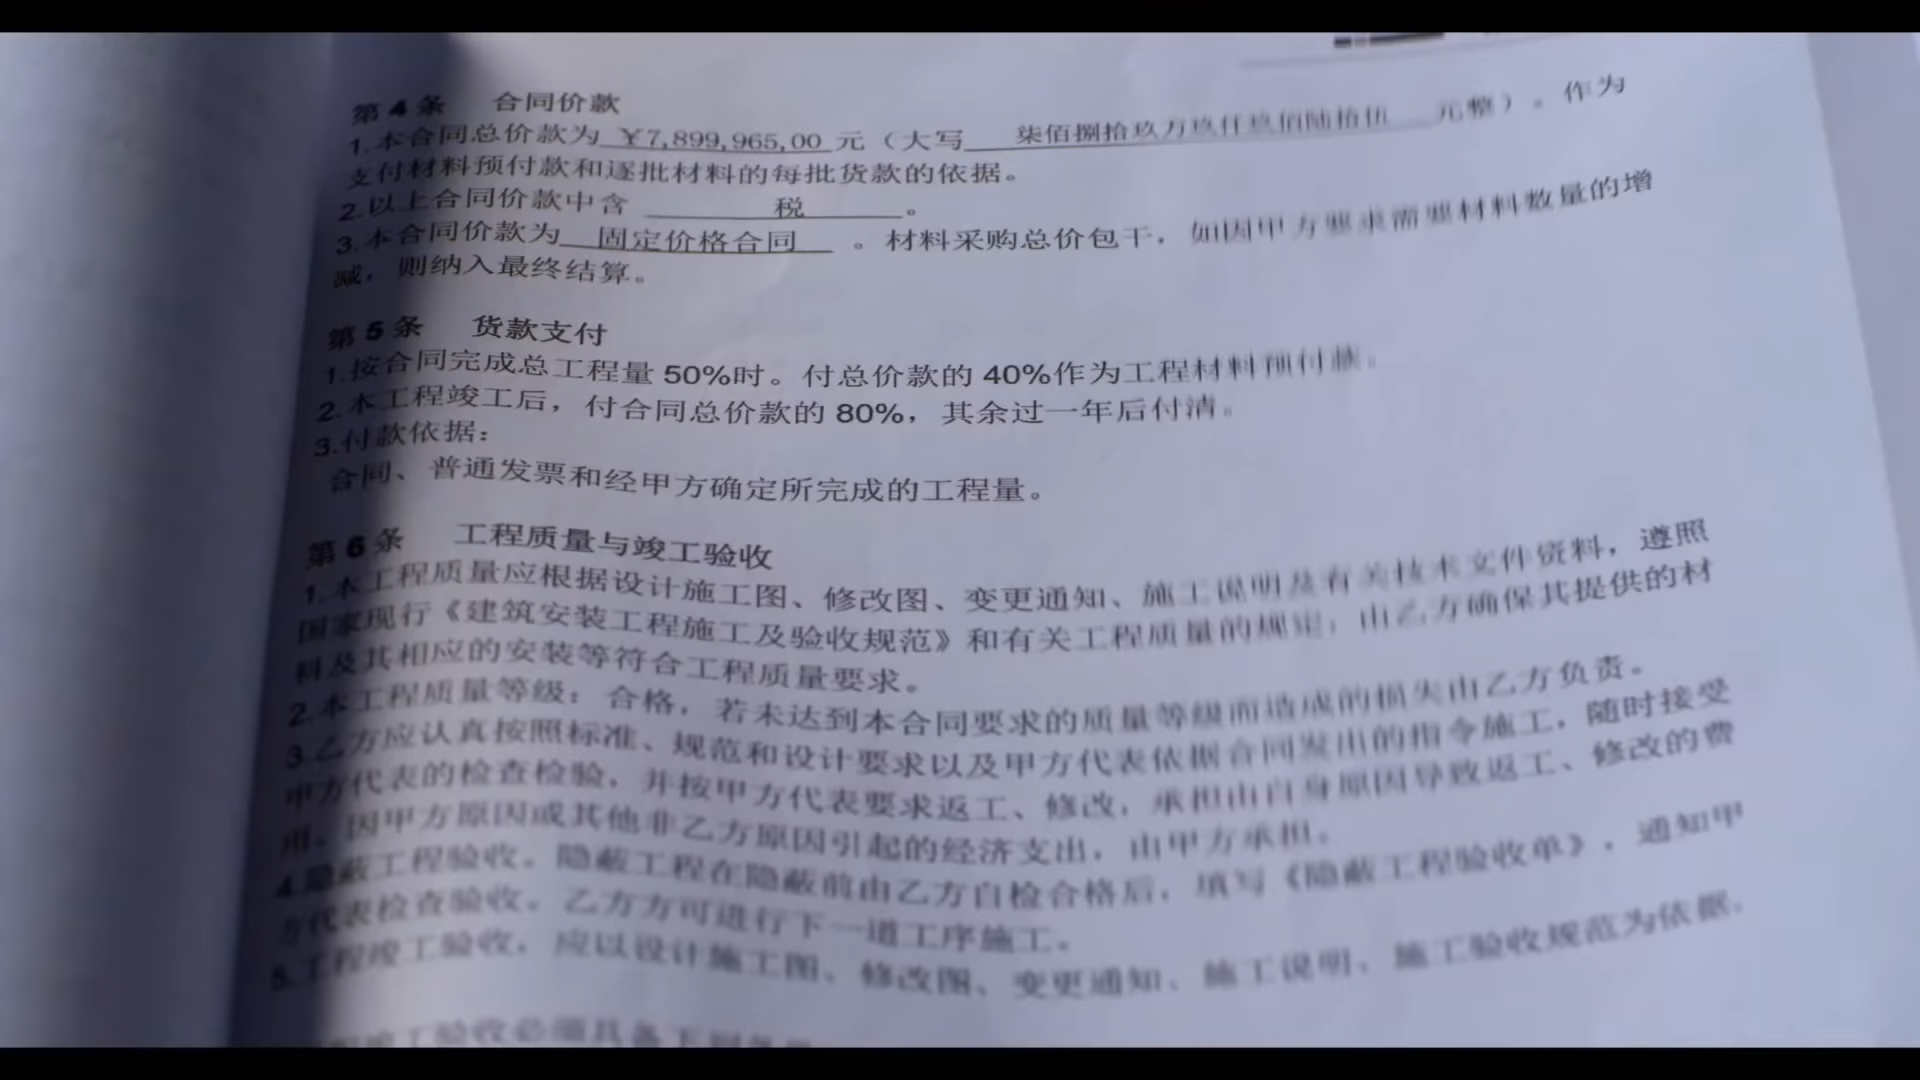 第4条 合同价款
1.本合同总价款为 ¥7,899,965,00 元（大写 柒佰捌拾玖万玖仟玖佰陆拾伍 元整）。作为
支付材料预付款和逐批材料的每批货款的依据。
2.以上合同价款中含 税 。
3.本合同价款为 固定价格合同 。材料采购总价包干，如因甲方要求需要材料数量的增
减，则纳入最终结算。
第5条 货款支付
1.按合同完成总工程量50%时。付总价款的40%作为工程材料预付款。
2.本工程竣工后，付合同总价款的80%，其余过一年后付清。
3.付款依据：
合同、普通发票和经甲方确定所完成的工程量。
第6条 工程质量与竣工验收
1.本工程质量应根据设计施工图、修改图、变更通知、施工说明及有关技术文件资料，遵照
国家现行《建筑安装工程施工及验收规范》和有关工程质量的规定；由乙方确保其提供的材
料及其相应的安装等符合工程质量要求。
2.本工程质量等级：合格，若未达到本合同要求的质量等级而造成的损失由乙方负责。
3.乙方应认真按照标准、规范和设计要求以及甲方代表依据合同发出的指令施工，随时接受
甲方代表的检查检验，并按甲方代表要求返工、修改，承担由自身原因导致返工、修改的费
用。因甲方原因或其他非乙方原因引起的经济支出，由甲方承担。
4.隐蔽工程验收。隐蔽工程在隐蔽前由乙方自检合格后，填写《隐蔽工程验收单》，通知甲
方代表检查验收。乙方方可进行下一道工序施工。
5.工程竣工验收，应以设计施工图、修改图、变更通知、施工说明、施工验收规范为依据。
工验收必须具备下列条